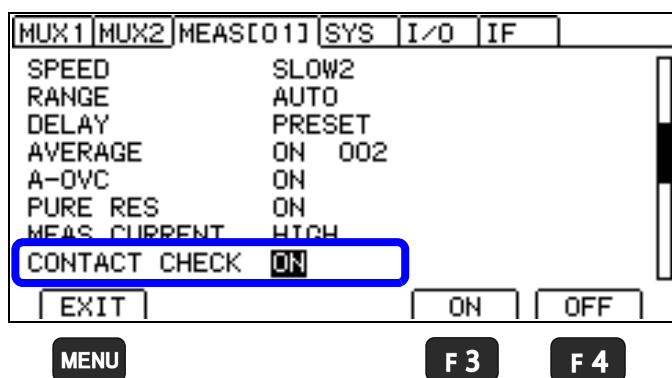 MUX1 MUX2 MEAS[01] SYS I/O IF
SPEED SLOW2
RANGE AUTO
DELAY PRESET
AVERAGE ON 002
A-OVC ON
PURE RES ON
MEAS CURRENT HIGH
CONTACT CHECK ON
EXIT ON OFF
MENU F3 F4